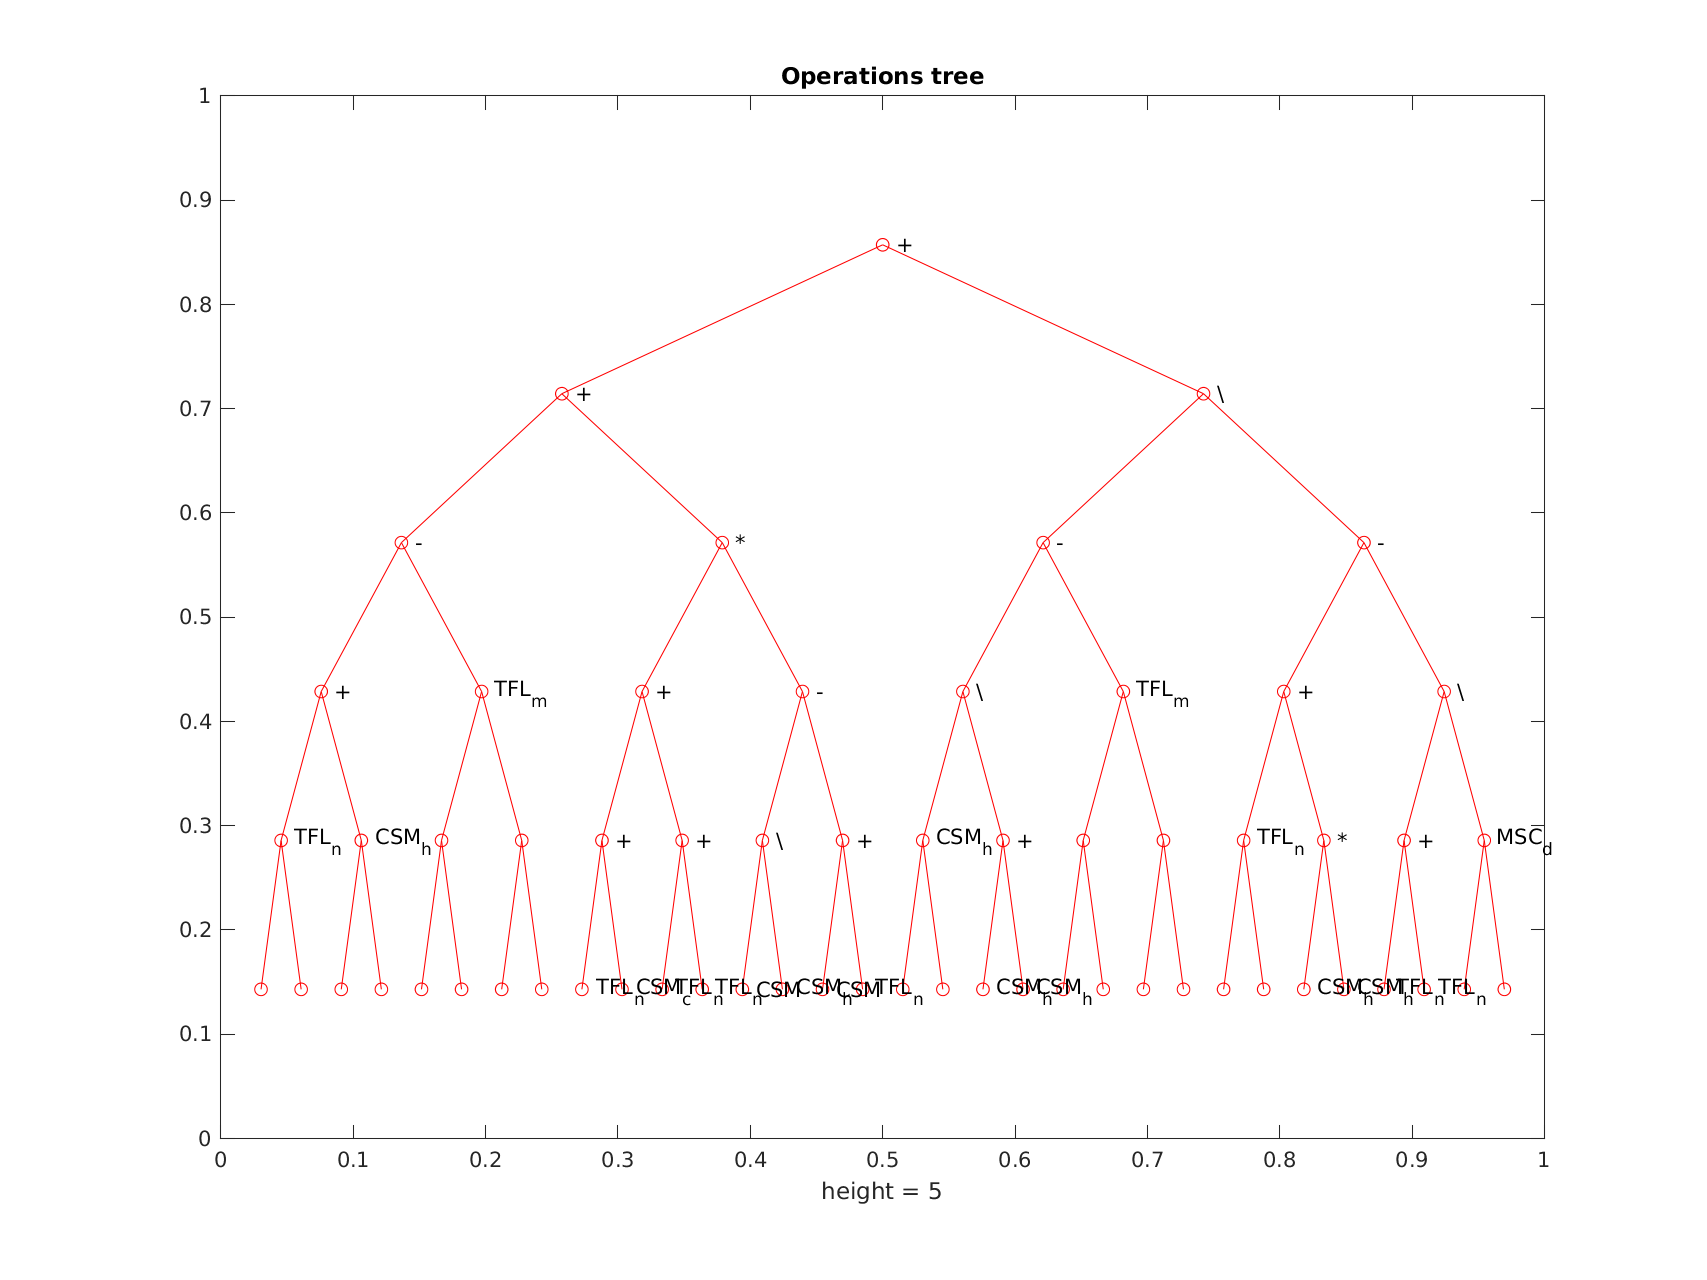 Operations tree
1
0.9
+
0.8
+ \
0.7
0.6
- * - -
0.5
+ TFL_m + - \ TFL_m + \
0.4
0.3
TFL_n CSM_h + + \ + CSM_h + TFL_n * + MSC_d
0.2
TFL_n CSM_c TFL_n TFL_n CSM CSM_h CSM TFL_n CSM_h CSM_h CSM_h CSM_h TFL_n TFL_n
0.1
0
0 0.1 0.2 0.3 0.4 0.5 0.6 0.7 0.8 0.9 1
height = 5